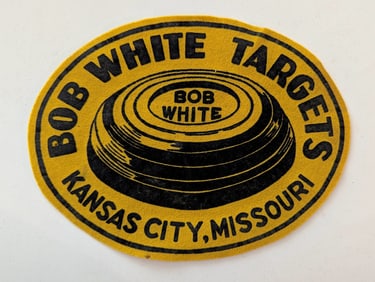 BOB WHITE TARGETS
BOB
WHITE
KANSAS CITY, MISSOURI